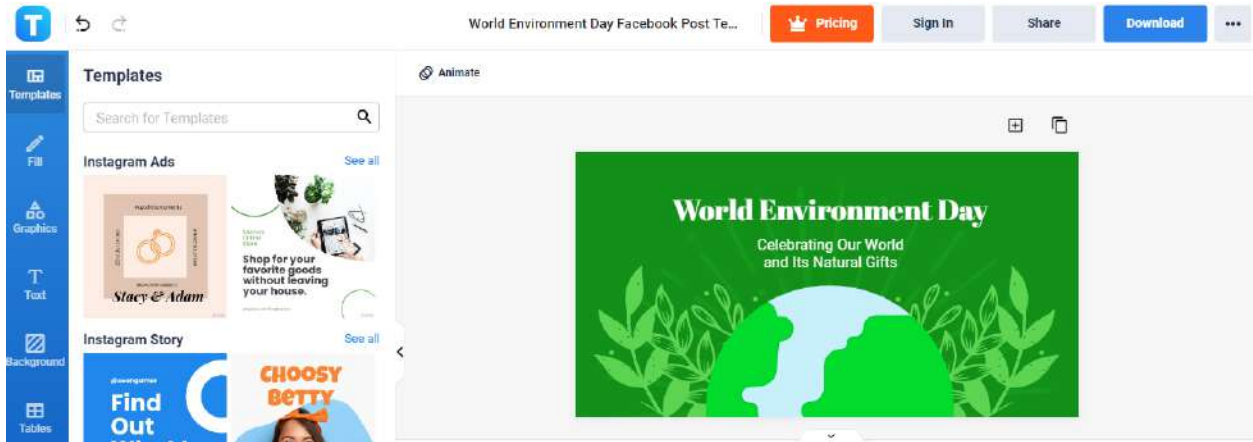 T
World Environment Day Facebook Post Te...
Pricing
Sign In
Share
Download
Templates
Fill
Graphics
Text
Background
Tables
Templates
Search for Templates
Instagram Ads
See all
Stacy & Adam
Shop for your
favorite goods
without leaving
your house.
Instagram Story
See all
Find
Out
CHOOSY
BETTY
Animate
World Environment Day
Celebrating Our World
and Its Natural Gifts